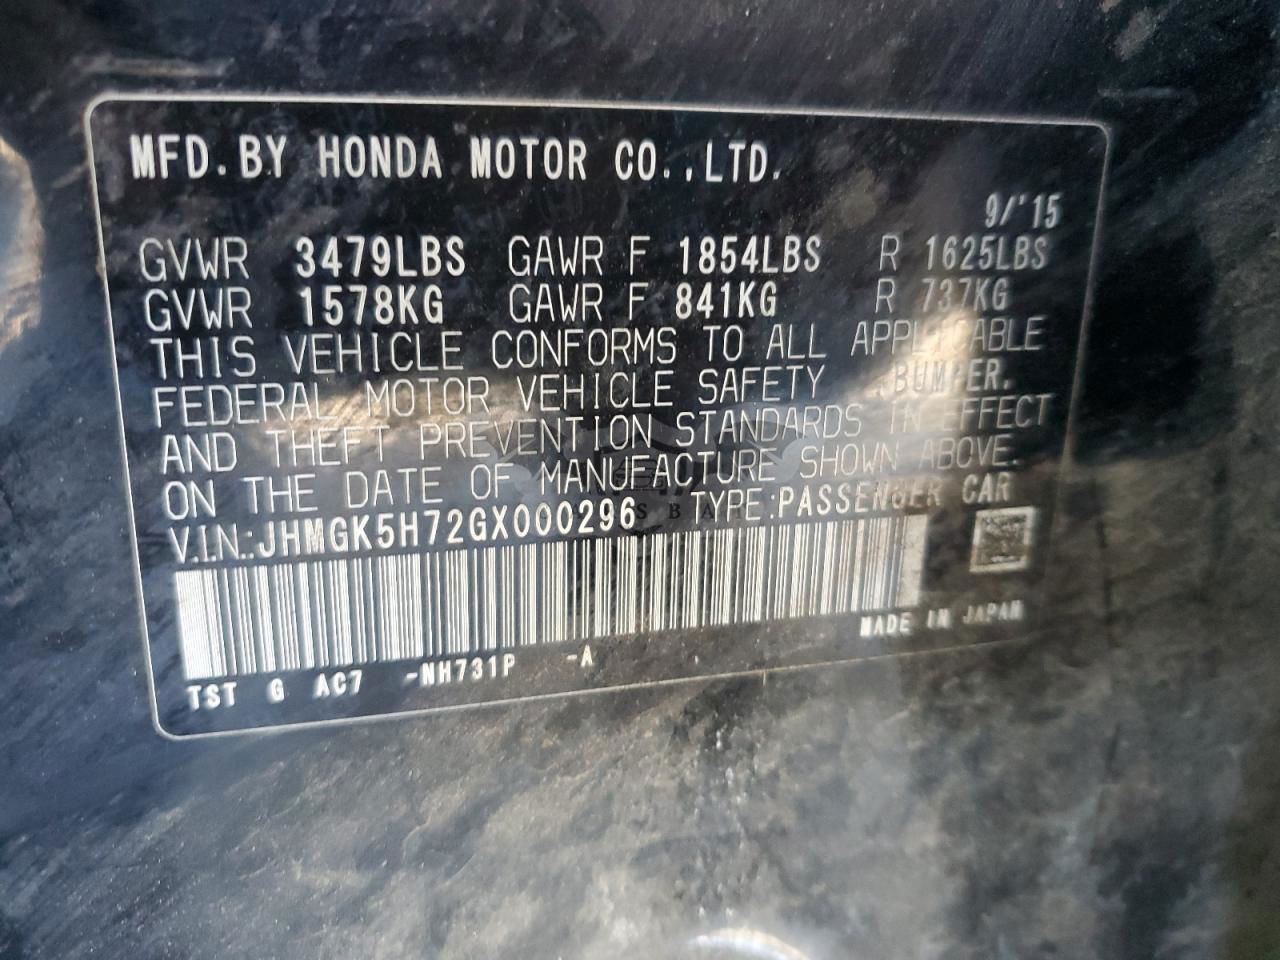 MFD. BY HONDA MOTOR CO., LTD.
9/'15
GVWR 3479LBS GAWR F 1854LBS R 1625LBS
GVWR 1578KG GAWR F 841KG R 737KG
THIS VEHICLE CONFORMS TO ALL APPLICABLE
FEDERAL MOTOR VEHICLE SAFETY ,BUMPER,
AND THEFT PREVENTION STANDARDS IN EFFECT
ON THE DATE OF MANUFACTURE SHOWN ABOVE.
V.I.N.:JHMGK5H72GX000296 TYPE:PASSENGER CAR
MADE IN JAPAN
TST G AC7 -NH731P -A